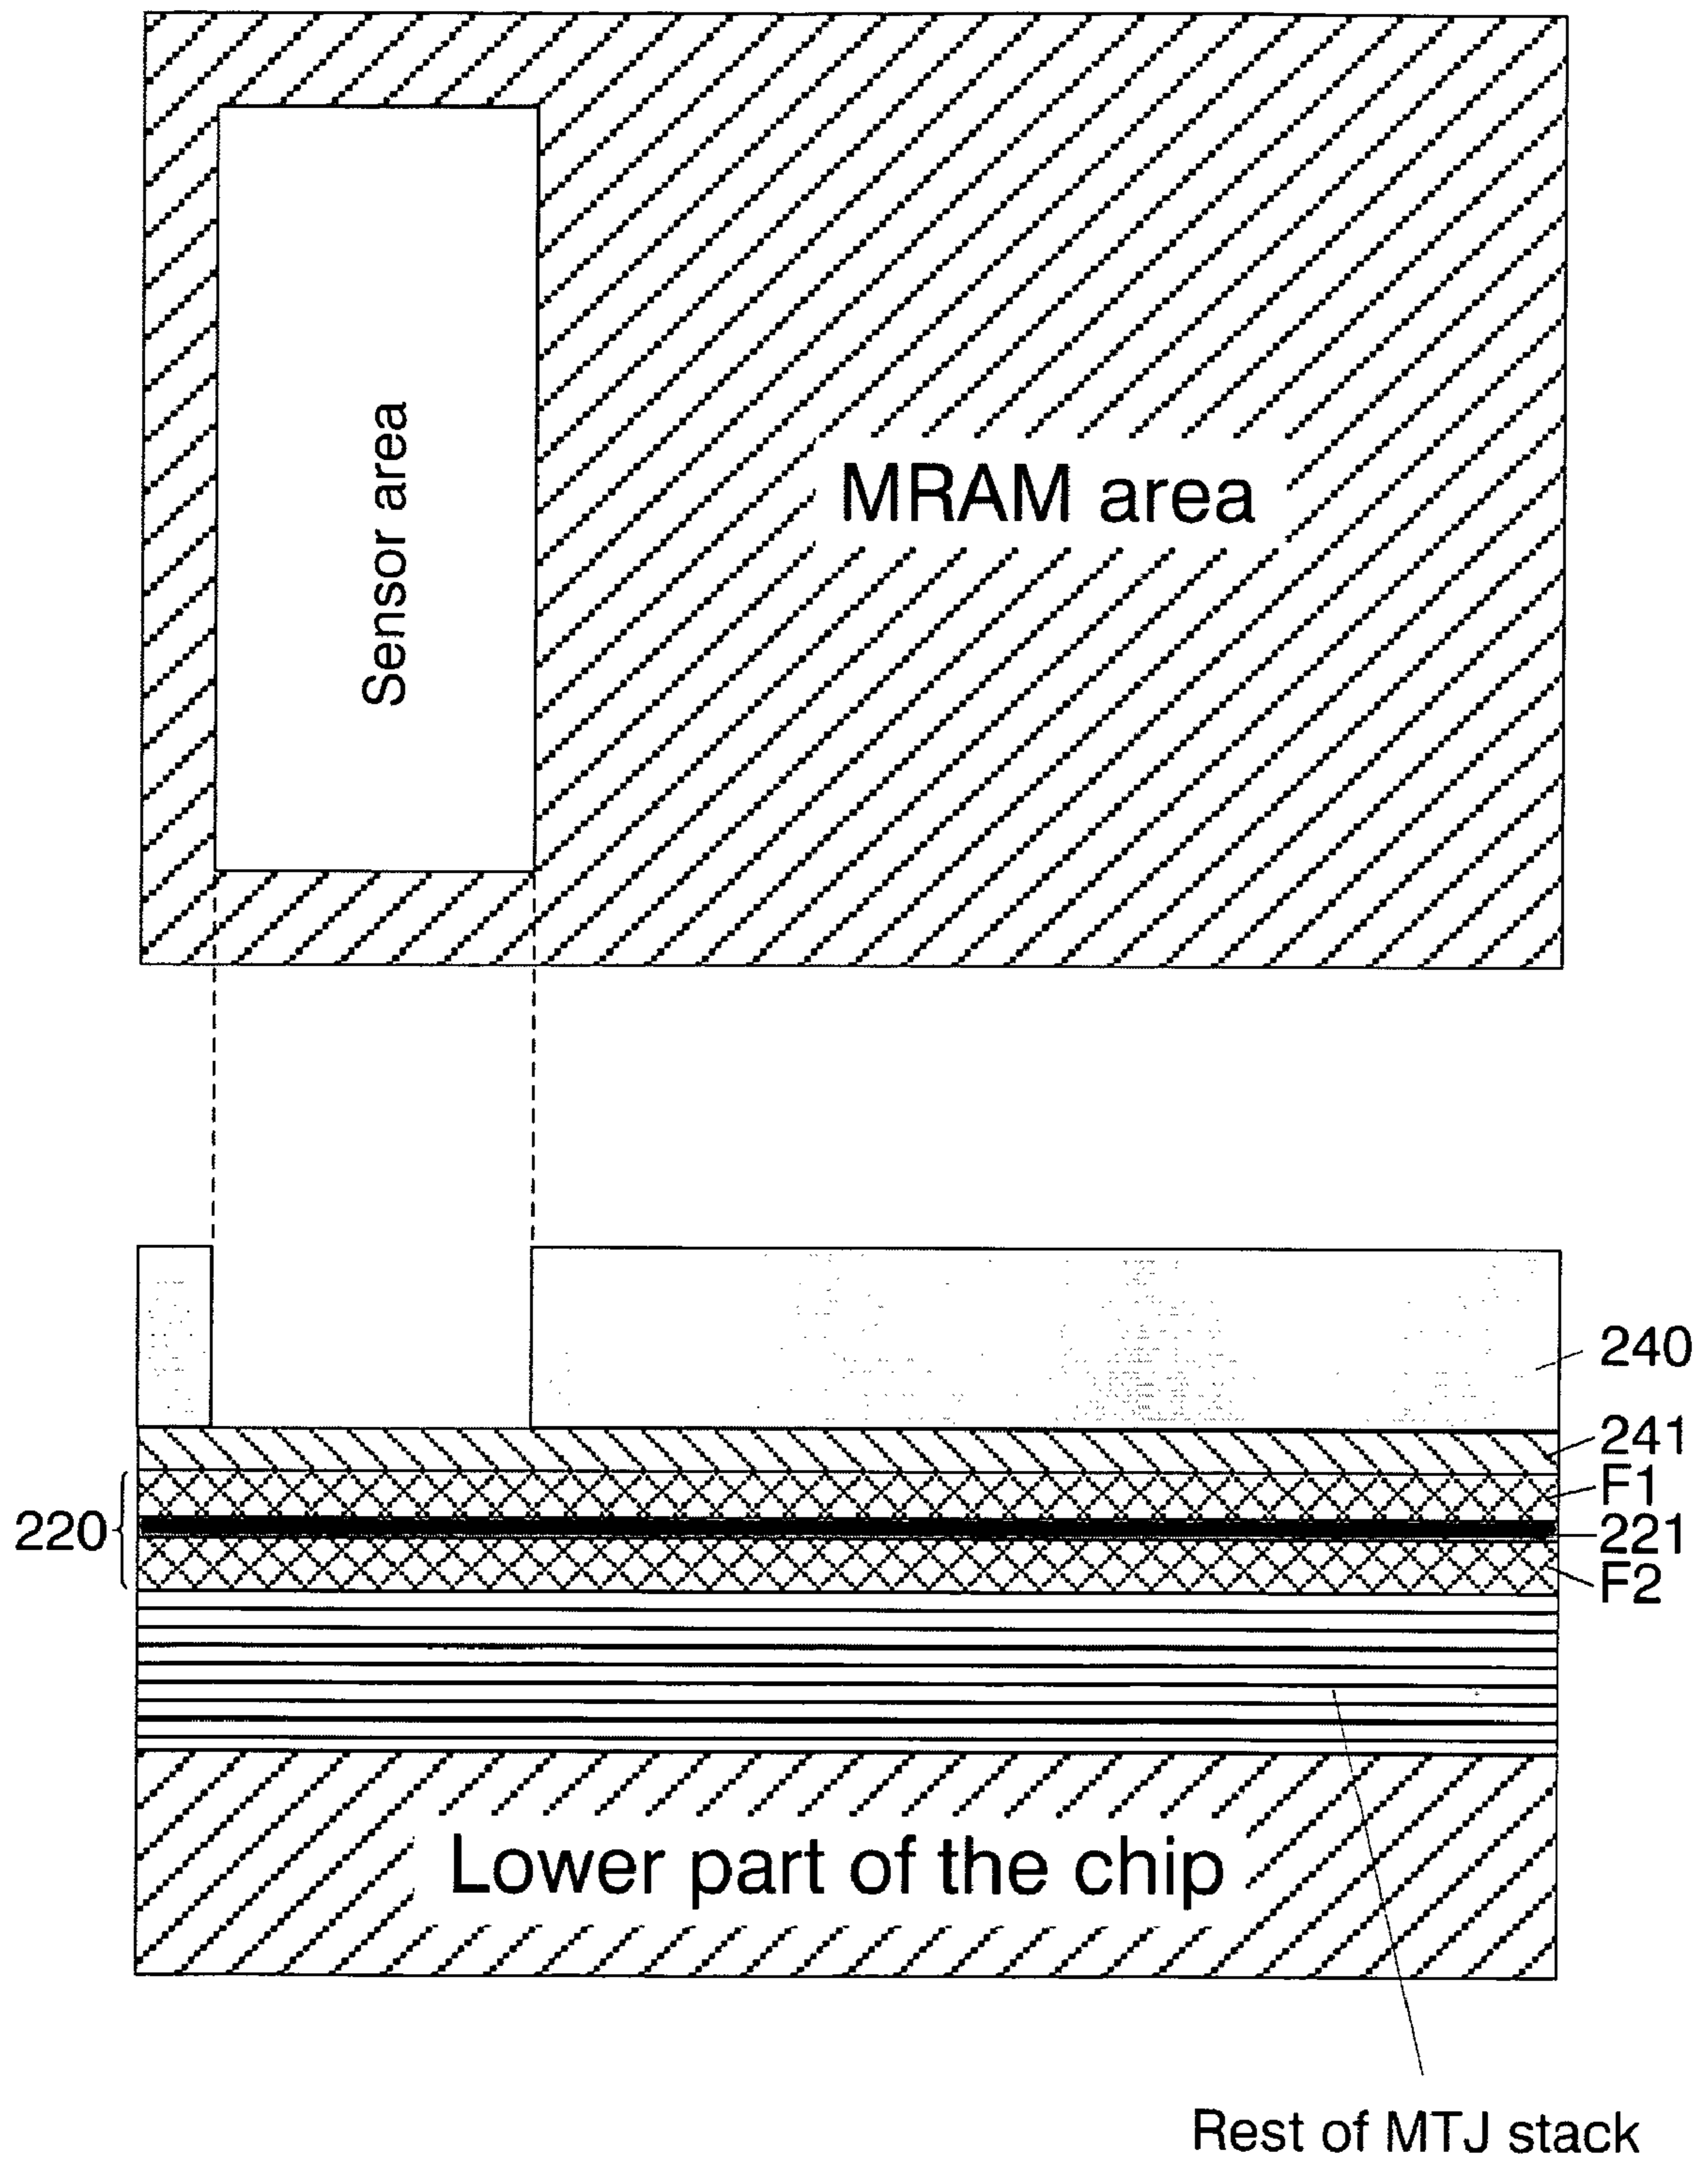 Sensor area
MRAM area
240
241
F1
220
221
F2
Lower part of the chip
Rest of MTJ stack